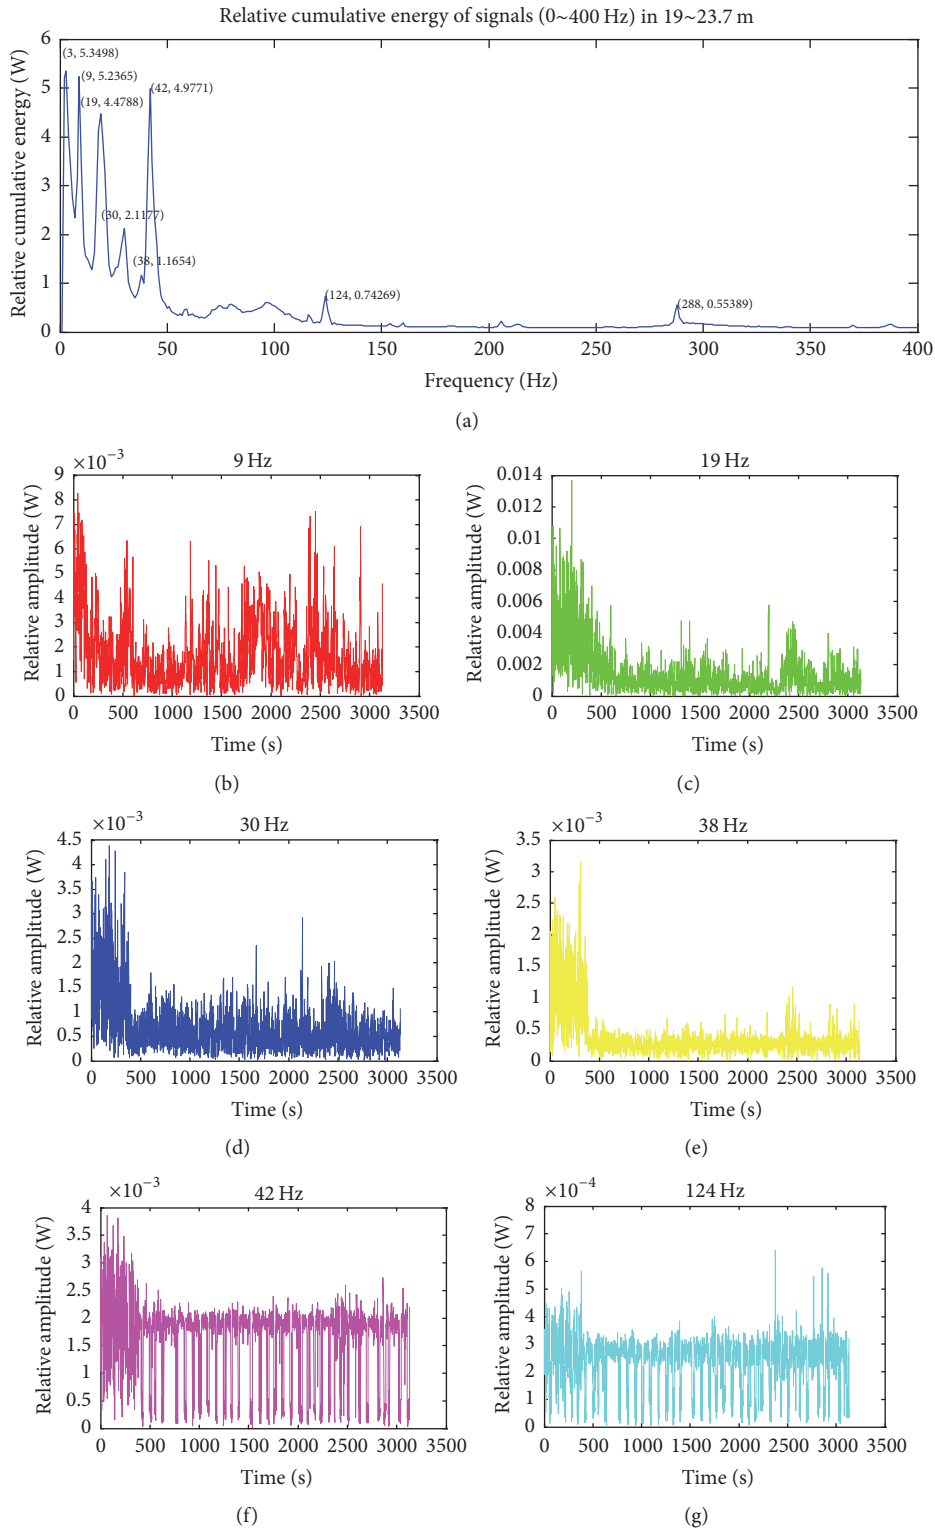 Relative cumulative energy of signals (0~400 Hz) in 19~23.7 m
Relative cumulative energy (W)
6
5
4
3
2
1
0
(3, 5.3498)
(9, 5.2365)
(19, 4.4788)
(42, 4.9771)
(30, 2.1177)
(38, 1.1654)
(124, 0.74269)
(288, 0.55389)
0 50 100 150 200 250 300 350 400
Frequency (Hz)
(a)
×10−3
9 Hz
Relative amplitude (W)
9
8
7
6
5
4
3
2
1
0
0 500 1000 1500 2000 2500 3000 3500
Time (s)
(b)
19 Hz
Relative amplitude (W)
0.014
0.012
0.01
0.008
0.006
0.004
0.002
0
0 500 1000 1500 2000 2500 3000 3500
Time (s)
(c)
×10−3
30 Hz
Relative amplitude (W)
4.5
4
3.5
3
2.5
2
1.5
1
0.5
0
0 500 1000 1500 2000 2500 3000 3500
Time (s)
(d)
×10−3
38 Hz
Relative amplitude (W)
3.5
3
2.5
2
1.5
1
0.5
0
0 500 1000 1500 2000 2500 3000 3500
Time (s)
(e)
×10−3
42 Hz
Relative amplitude (W)
4
3.5
3
2.5
2
1.5
1
0.5
0
0 500 1000 1500 2000 2500 3000 3500
Time (s)
(f)
×10−4
124 Hz
Relative amplitude (W)
8
7
6
5
4
3
2
1
0
0 500 1000 1500 2000 2500 3000 3500
Time (s)
(g)